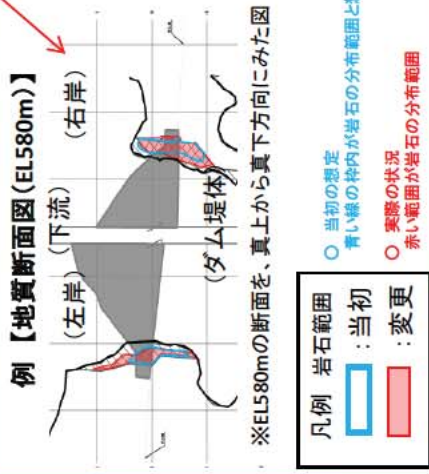 例 【地質断面図(EL580m)】
(下流)
(左岸)
(右岸)
(ダム堤体)
※EL580mの断面を、真上から真下方向にみた図
凡例 岩石範囲
:当初
:変更
○ 当初の想定
青い線の枠内が岩石の分布範囲と
○ 実際の状況
赤い範囲が岩石の分布範囲